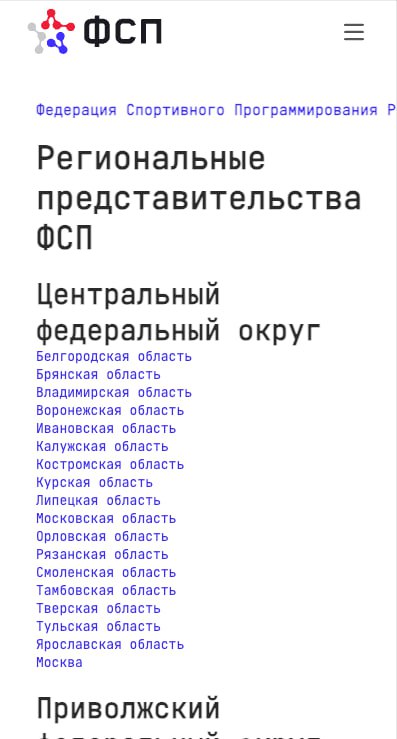 ФСП
Федерация Спортивного Программирования Р
Региональные
представительства
ФСП
Центральный
федеральный округ
Белгородская область
Брянская область
Владимирская область
Воронежская область
Ивановская область
Калужская область
Костромская область
Курская область
Липецкая область
Московская область
Орловская область
Рязанская область
Смоленская область
Тамбовская область
Тверская область
Тульская область
Ярославская область
Москва
Приволжский
федеральный округ